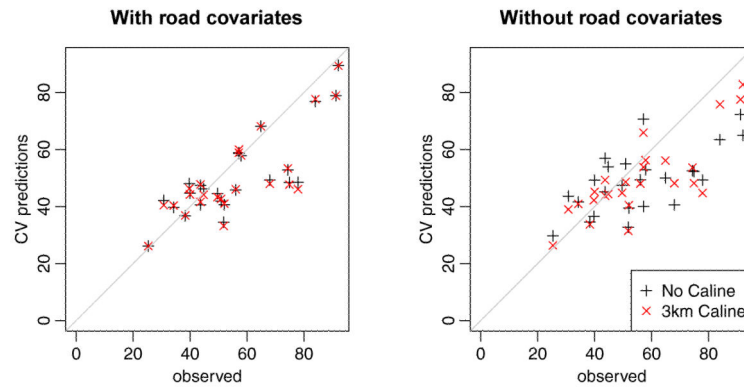 With road covariates
Without road covariates
CV predictions
80
60
40
20
0
0 20 40 60 80
observed
CV predictions
80
60
40
20
0
0 20 40 60 80
observed
No Caline
3km Caline